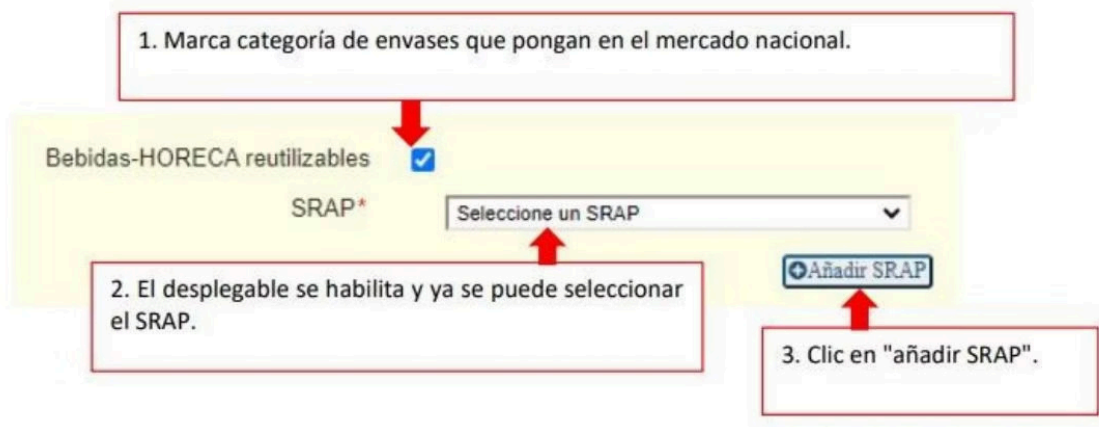 1. Marca categoría de envases que pongan en el mercado nacional.
Bebidas-HORECA reutilizables
SRAP*
Seleccione un SRAP
Añadir SRAP
2. El desplegable se habilita y ya se puede seleccionar
el SRAP.
3. Clic en "añadir SRAP".